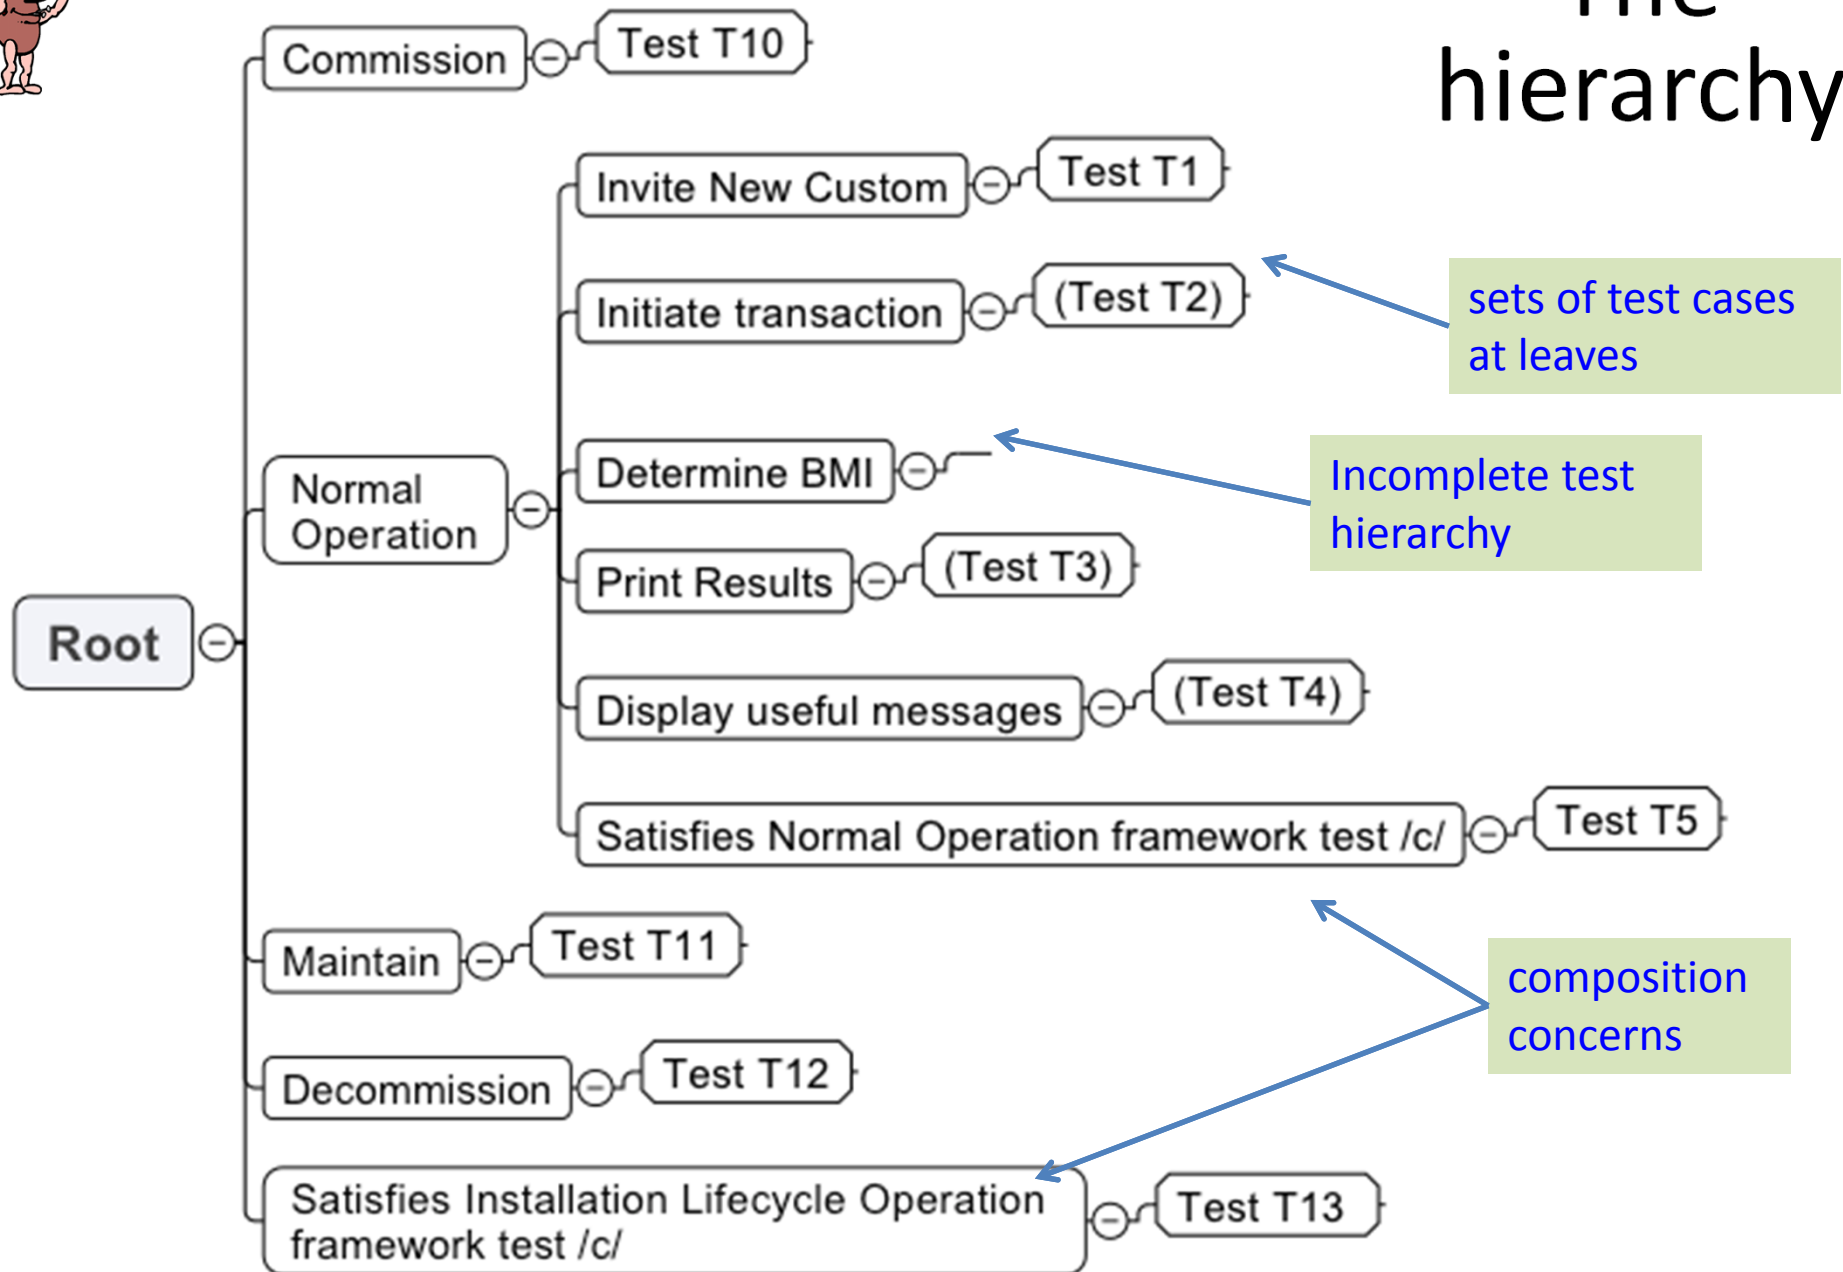 The
hierarchy
Commission
Test T10
Invite New Custom
Test T1
Initiate transaction
(Test T2)
sets of test cases
at leaves
Normal
Operation
Determine BMI
Incomplete test
hierarchy
Print Results
(Test T3)
Root
Display useful messages
(Test T4)
Satisfies Normal Operation framework test /c/
Test T5
Maintain
Test T11
composition
concerns
Decommission
Test T12
Satisfies Installation Lifecycle Operation
framework test /c/
Test T13